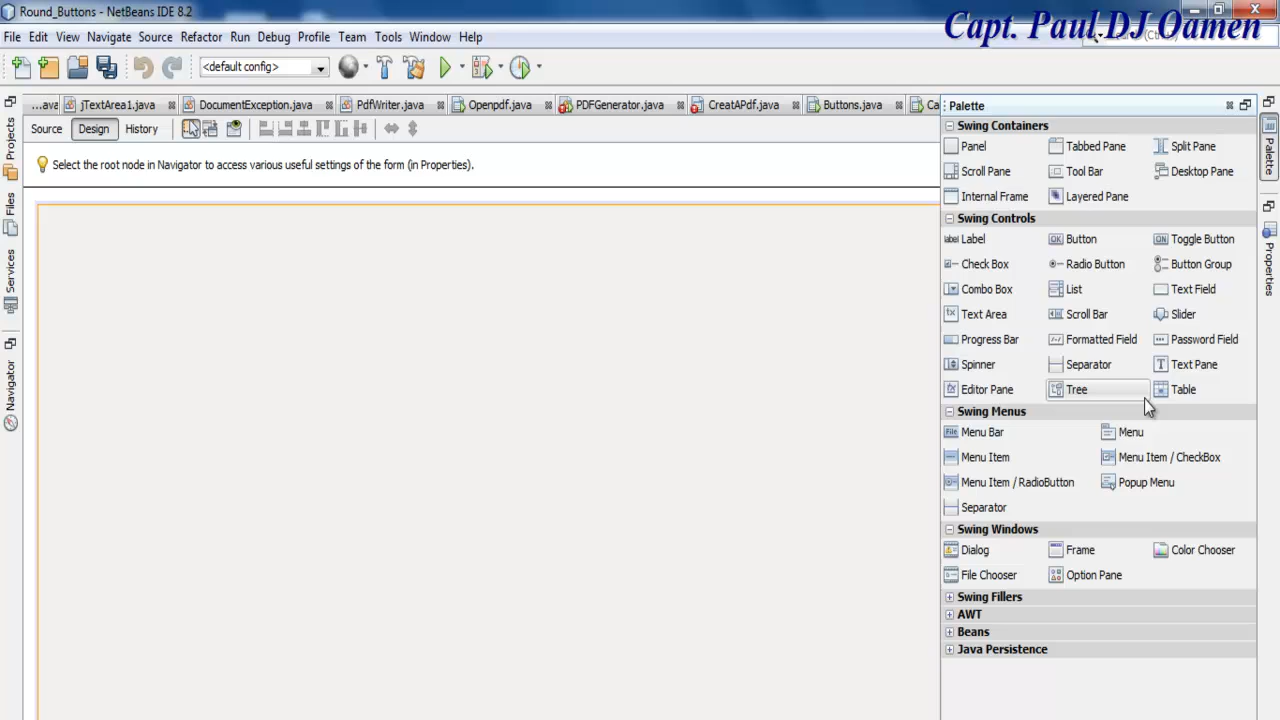 Round_Buttons - NetBeans IDE 8.2
Capt. Paul DJ Oamen
File Edit View Navigate Source Refactor Run Debug Profile Team Tools Window Help
<default config>
...ava jTextArea1.java DocumentException.java PdfWriter.java Openpdf.java PDFGenerator.java CreatAPdf.java Buttons.java Ca
Source Design History
Select the root node in Navigator to access various useful settings of the form (in Properties).
Projects
Files
Services
Navigator
Palette
Swing Containers
Panel Tabbed Pane Split Pane
Scroll Pane Tool Bar Desktop Pane
Internal Frame Layered Pane
Swing Controls
label Label OK Button ON Toggle Button
Check Box Radio Button Button Group
Combo Box List Text Field
Text Area Scroll Bar Slider
Progress Bar Formatted Field Password Field
Spinner Separator Text Pane
Editor Pane Tree Table
Swing Menus
File Menu Bar Menu
Menu Item Menu Item / CheckBox
Menu Item / RadioButton Popup Menu
Separator
Swing Windows
Dialog Frame Color Chooser
File Chooser Option Pane
Swing Fillers
AWT
Beans
Java Persistence
Palette
Properties